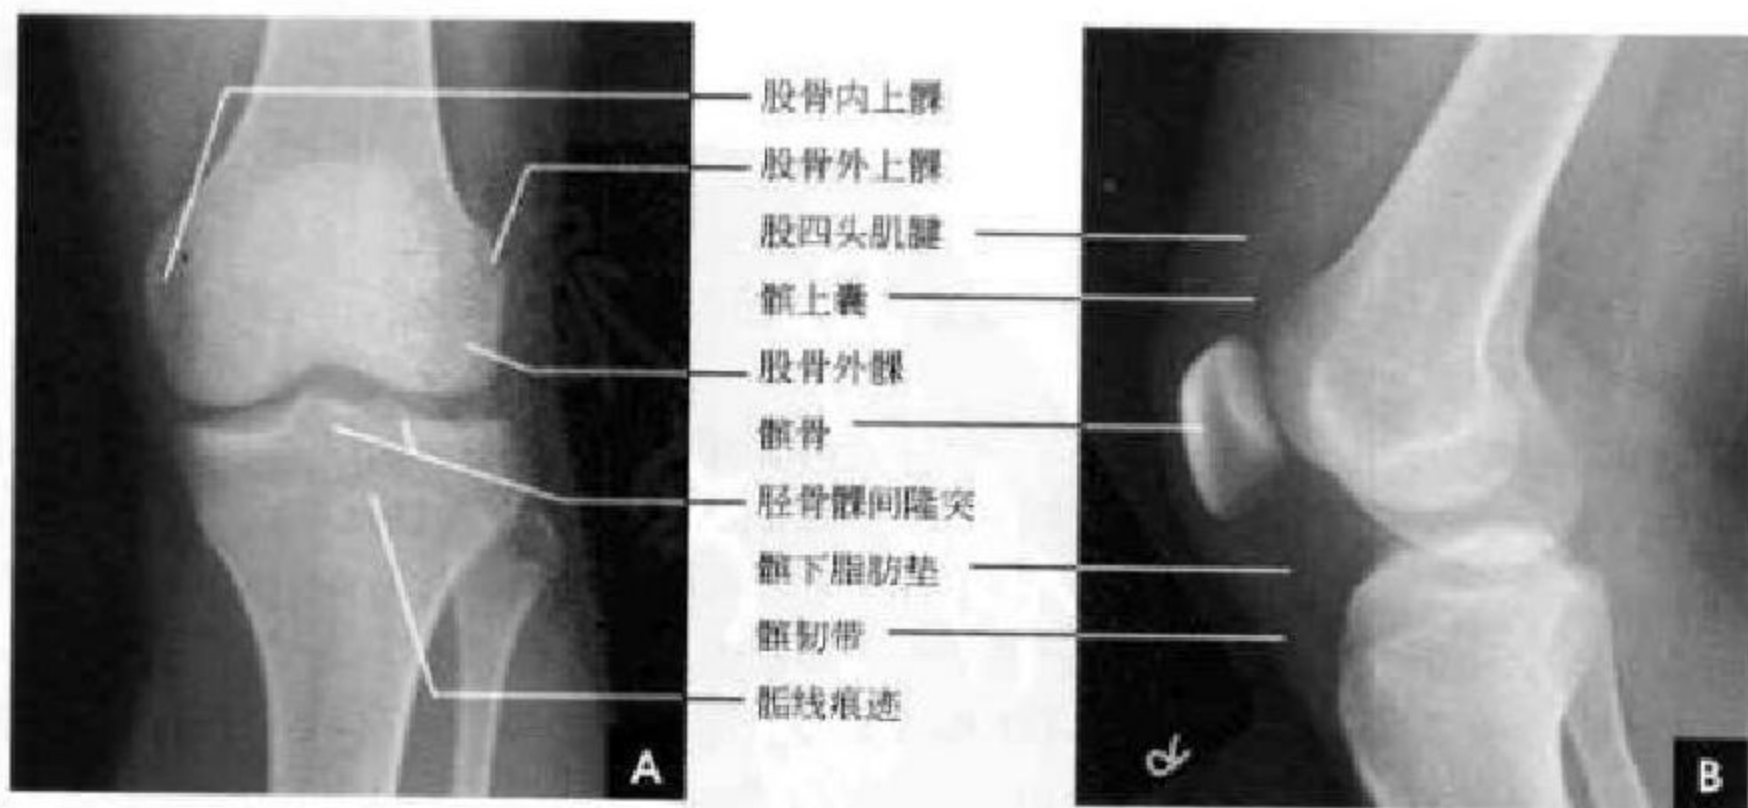 股骨内上髁
股骨外上髁
股四头肌腱
髌上囊
股骨外髁
髌骨
胫骨髁间隆突
髌下脂肪垫
髌韧带
骺线痕迹
A
B